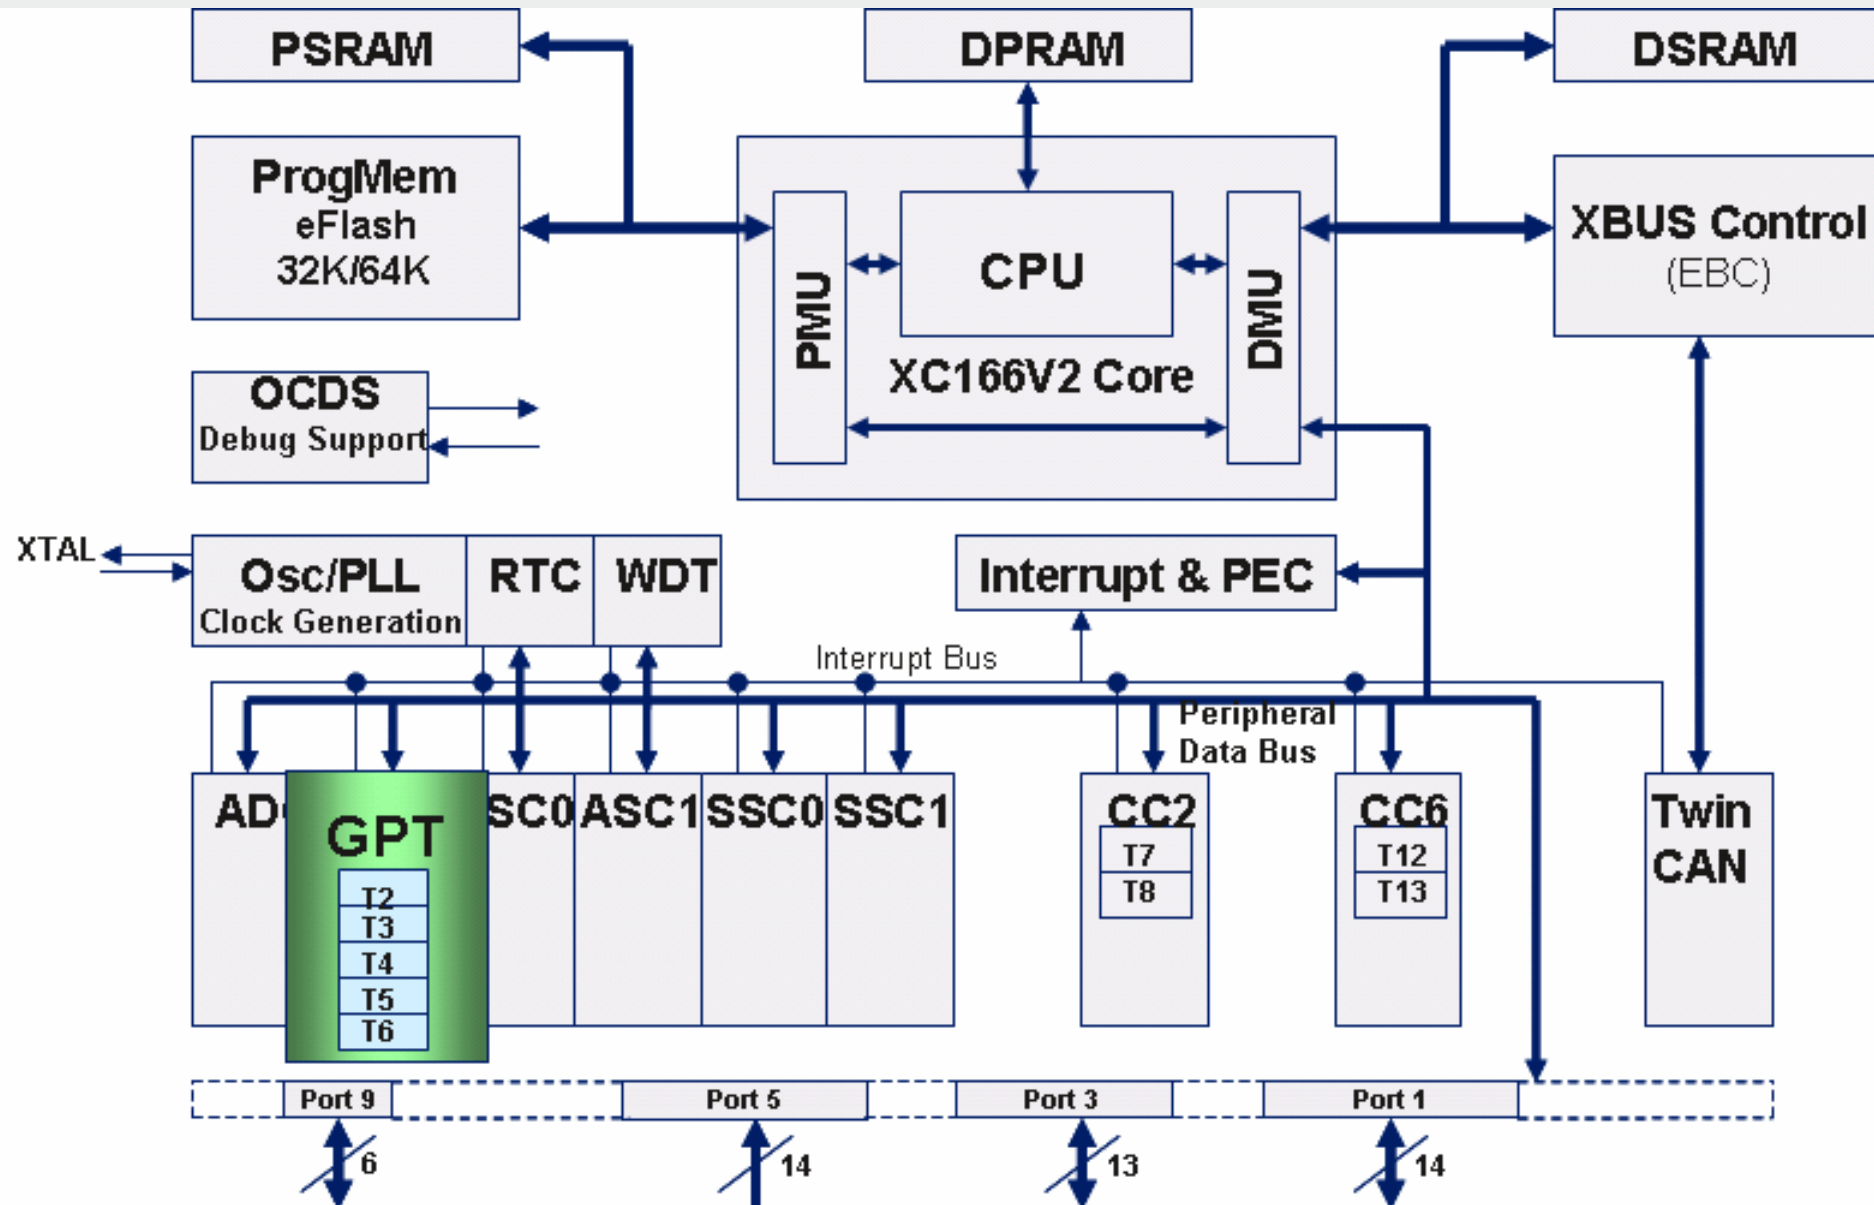 PSRAM
DPRAM
DSRAM
ProgMem
eFlash
32K/64K
PMU
CPU
DMU
XC166V2 Core
XBUS Control
(EBC)
OCDS
Debug Support
XTAL
Osc/PLL
Clock Generation
RTC
WDT
Interrupt & PEC
Interrupt Bus
Peripheral
Data Bus
AD
GPT
T2
T3
T4
T5
T6
SC0
ASC1
SSC0
SSC1
CC2
T7
T8
CC6
T12
T13
Twin
CAN
Port 9
Port 5
Port 3
Port 1
6
14
13
14